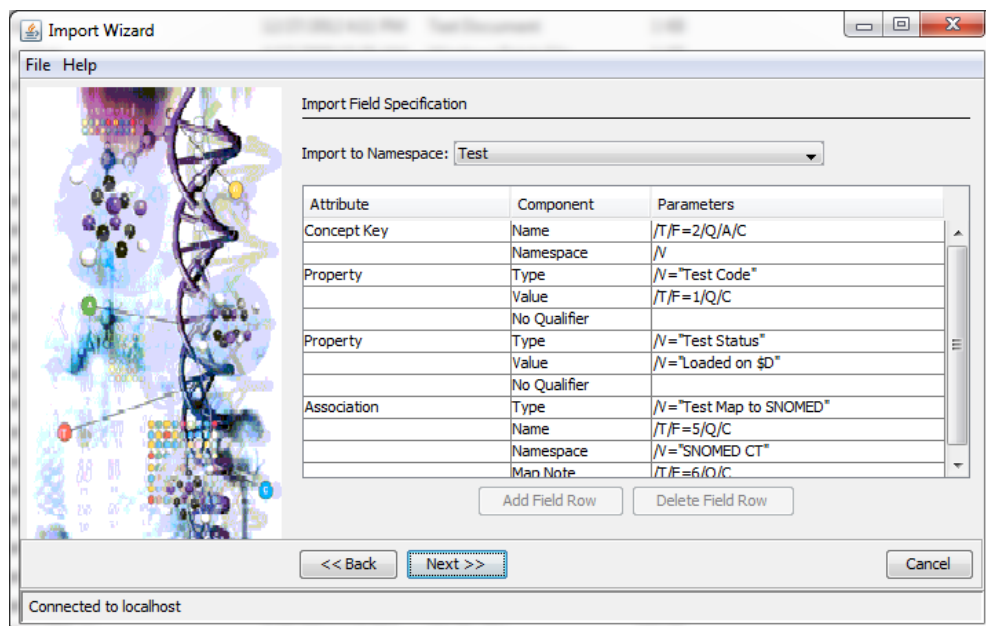 Import Wizard
File Help
Import Field Specification
Import to Namespace: Test
Attribute Component Parameters
Concept Key Name /T/F=2/Q/A/C
Namespace /V
Property Type /V="Test Code"
Value /T/F=1/Q/C
No Qualifier
Property Type /V="Test Status"
Value /V="Loaded on $D"
No Qualifier
Association Type /V="Test Map to SNOMED"
Name /T/F=5/Q/C
Namespace /V="SNOMED CT"
Map Note /T/F=6/Q/C
Add Field Row Delete Field Row
<< Back Next >> Cancel
Connected to localhost